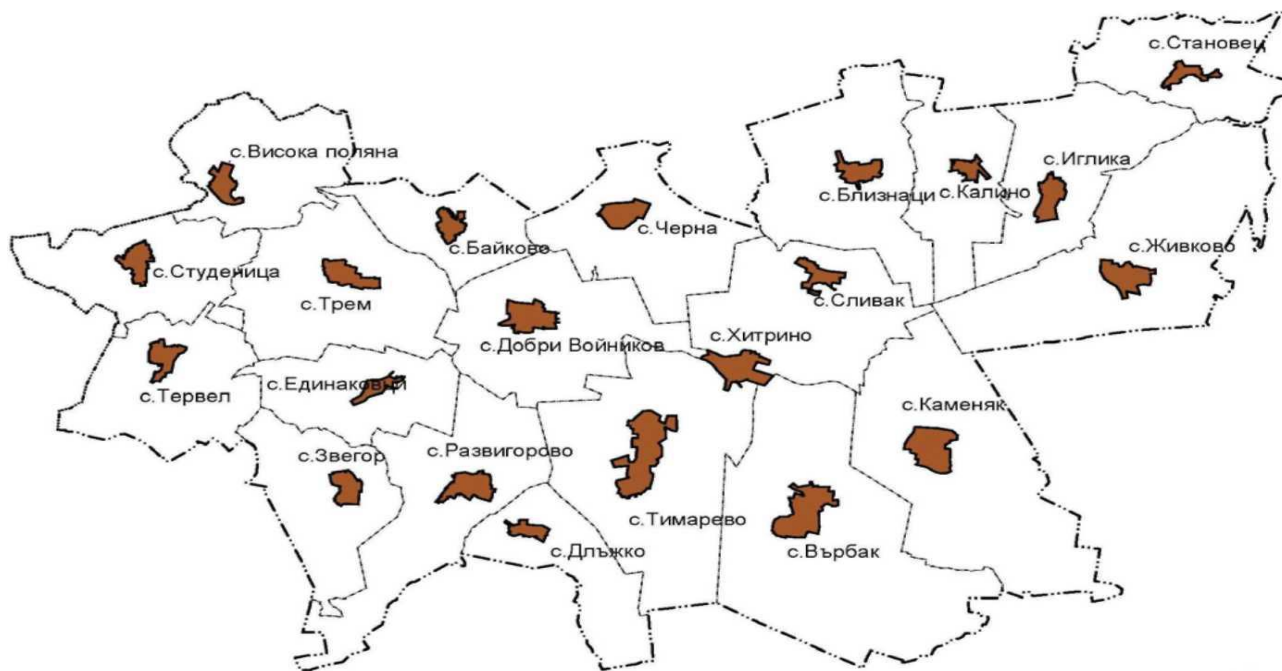 с.Становец
с.Висока поляна
с.Иглика
с.Близнаци
с.Калино
с.Черна
с.Байково
с.Живково
с.Студеница
с.Трем
с.Сливак
с.Хитрино
с.Добри Войников
с.Единаковци
с.Тервел
с.Каменяк
с.Звегор
с.Развигорово
с.Тимарево
с.Длъжко
с.Върбак